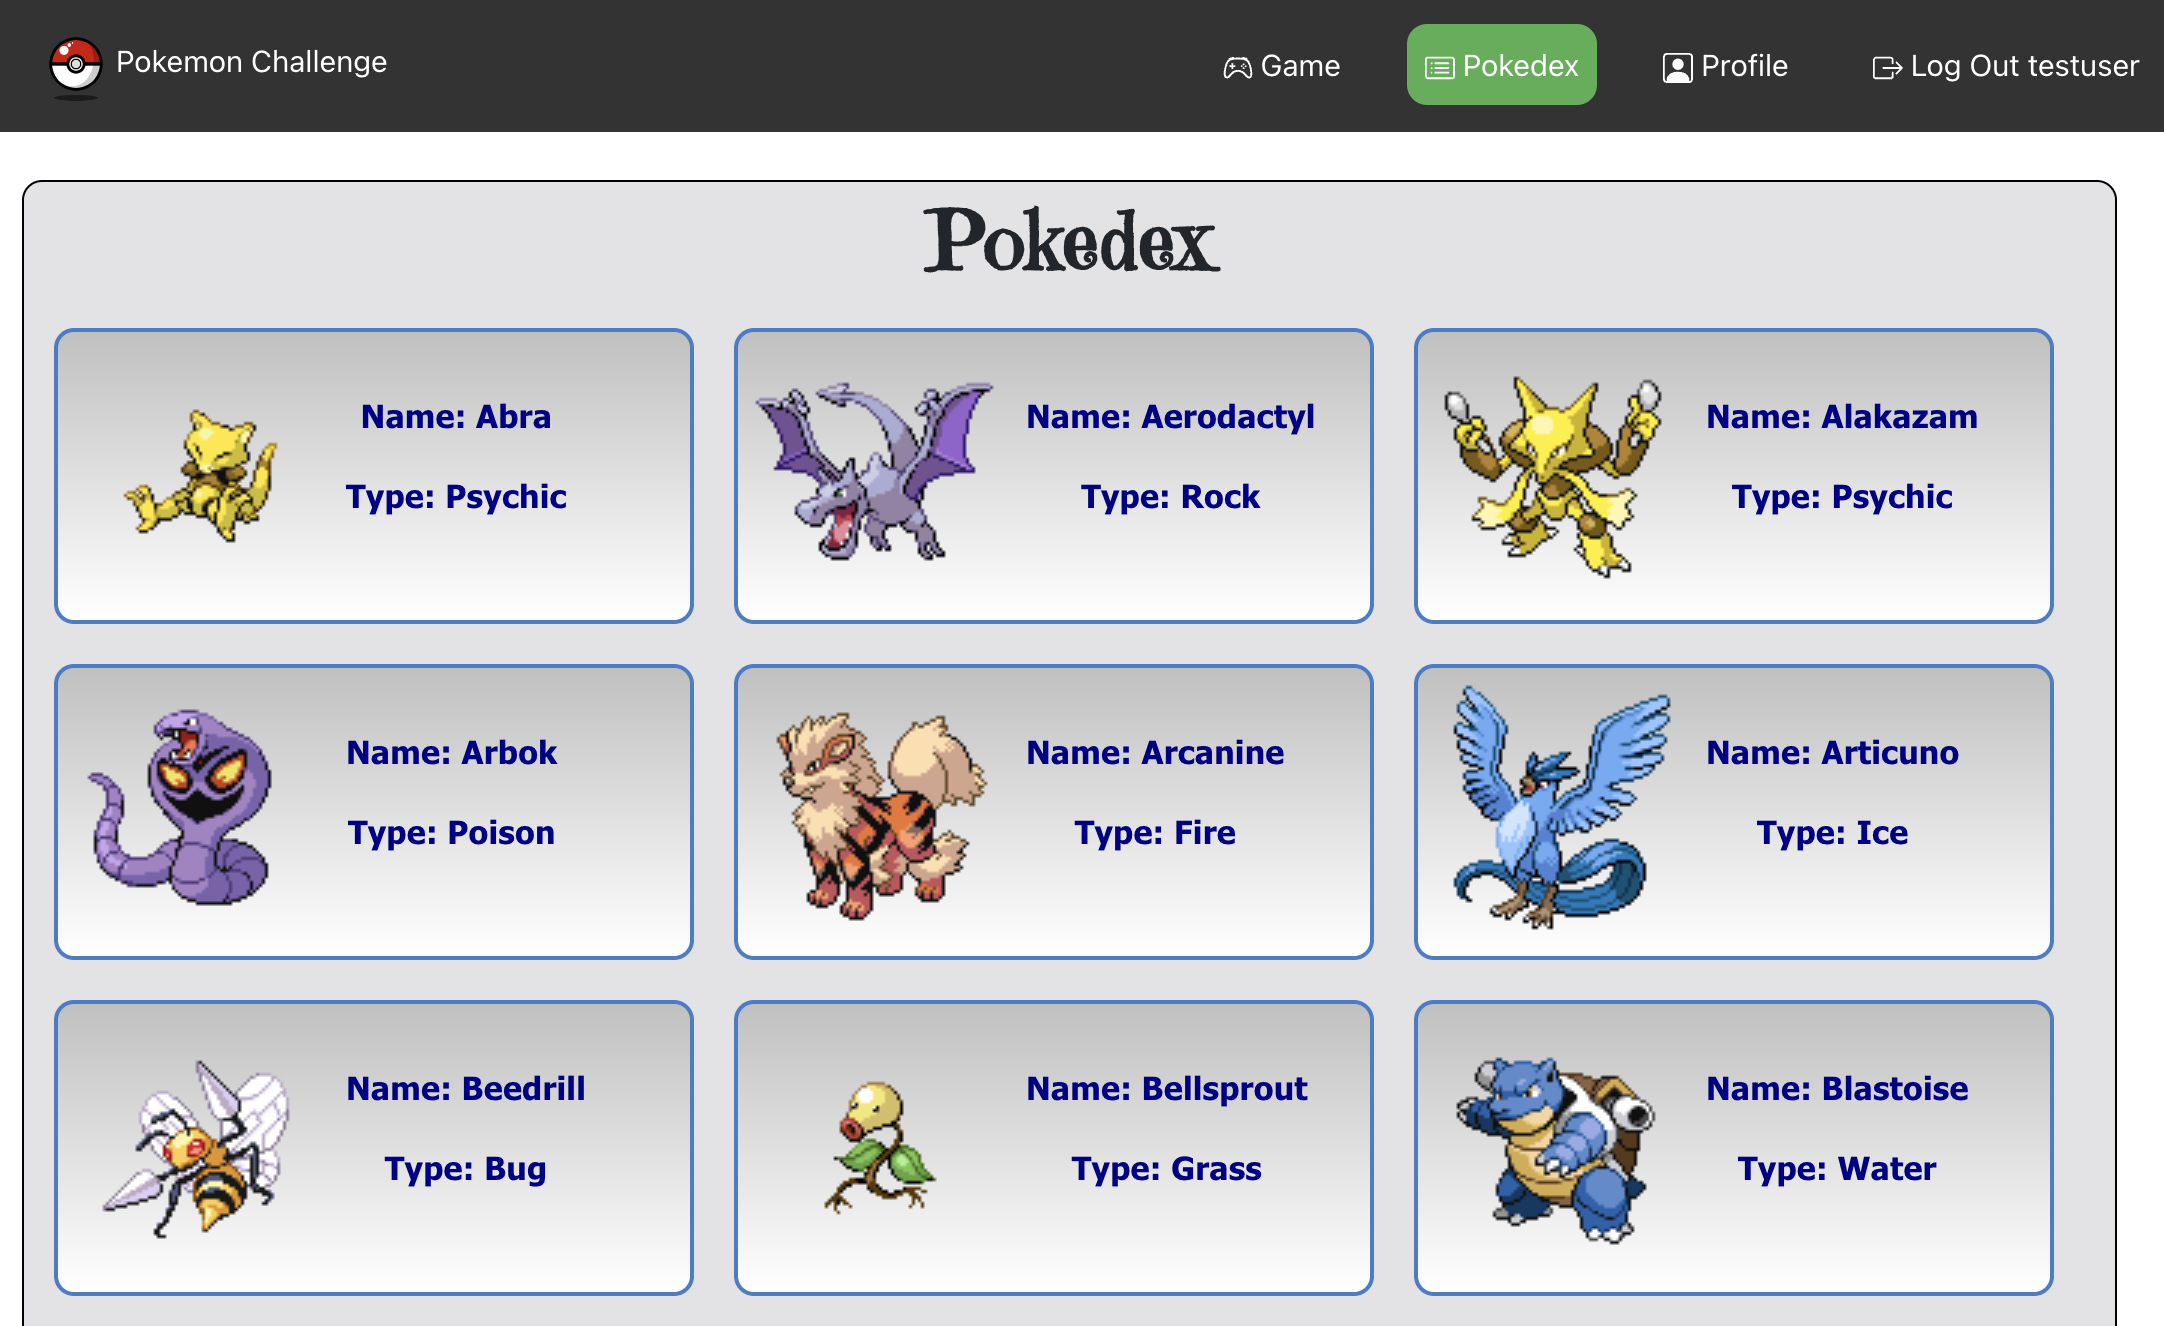 Pokemon Challenge
Game
Pokedex
Profile
Log Out testuser
Pokedex
Name: Abra
Type: Psychic
Name: Aerodactyl
Type: Rock
Name: Alakazam
Type: Psychic
Name: Arbok
Type: Poison
Name: Arcanine
Type: Fire
Name: Articuno
Type: Ice
Name: Beedrill
Type: Bug
Name: Bellsprout
Type: Grass
Name: Blastoise
Type: Water